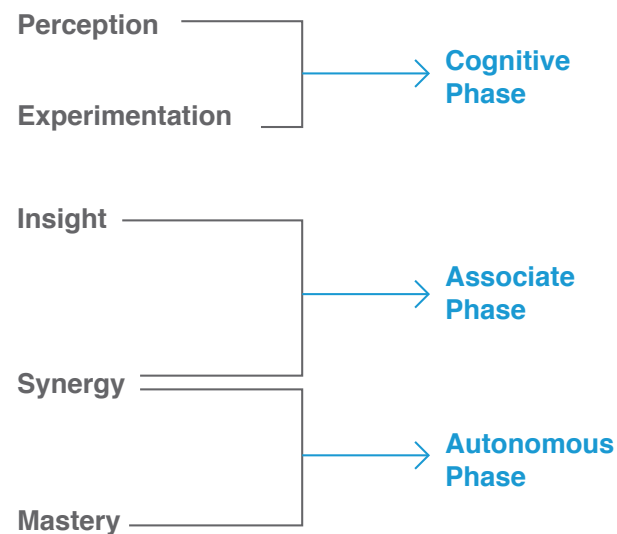 Perception
Cognitive
Phase
Experimentation
Insight
Associate
Phase
Synergy
Autonomous
Phase
Mastery